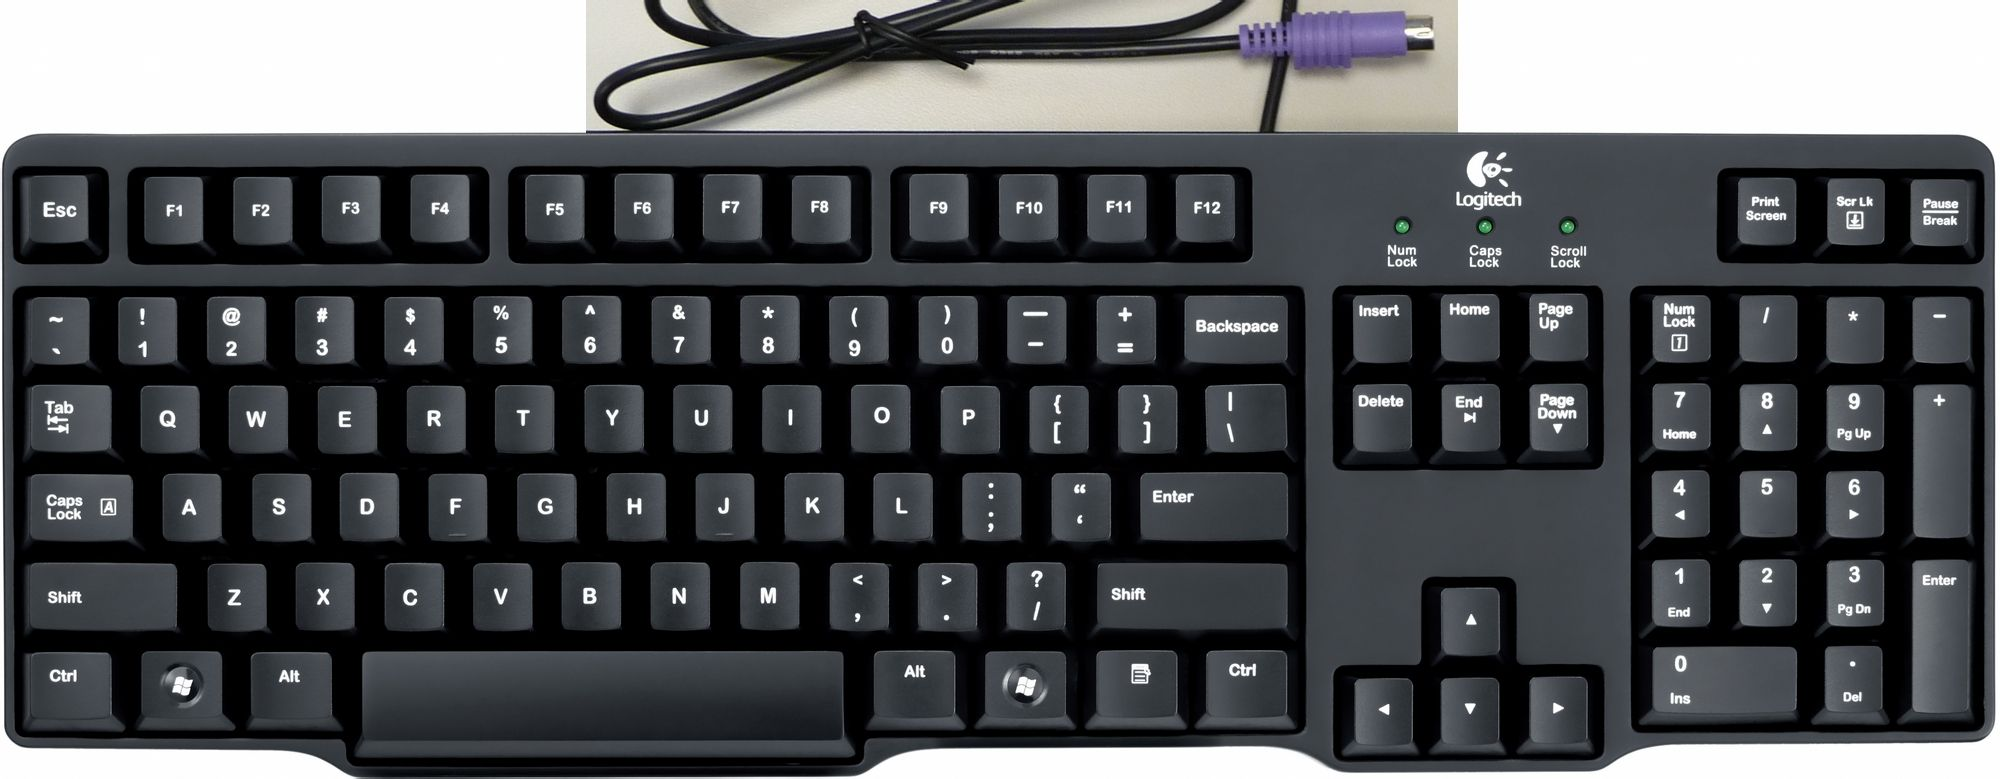 Logitech
Num Lock
Caps Lock
Scroll Lock
Esc F1 F2 F3 F4 F5 F6 F7 F8 F9 F10 F11 F12
Print Screen
Scr Lk
Pause Break
~ ! @ # $ % ^ & * ( ) — +
` 1 2 3 4 5 6 7 8 9 0 - = Backspace
Insert Home Page Up
Num Lock 1 / * -
Tab Q W E R T Y U I O P { [ } ] | \
Delete End Page Down
7 Home 8 9 Pg Up +
Caps Lock A A S D F G H J K L : ; “ ‘ Enter
4 5 6
Shift Z X C V B N M < , > . ? / Shift
1 End 2 3 Pg Dn Enter
Ctrl Alt Alt Ctrl
0 Ins . Del